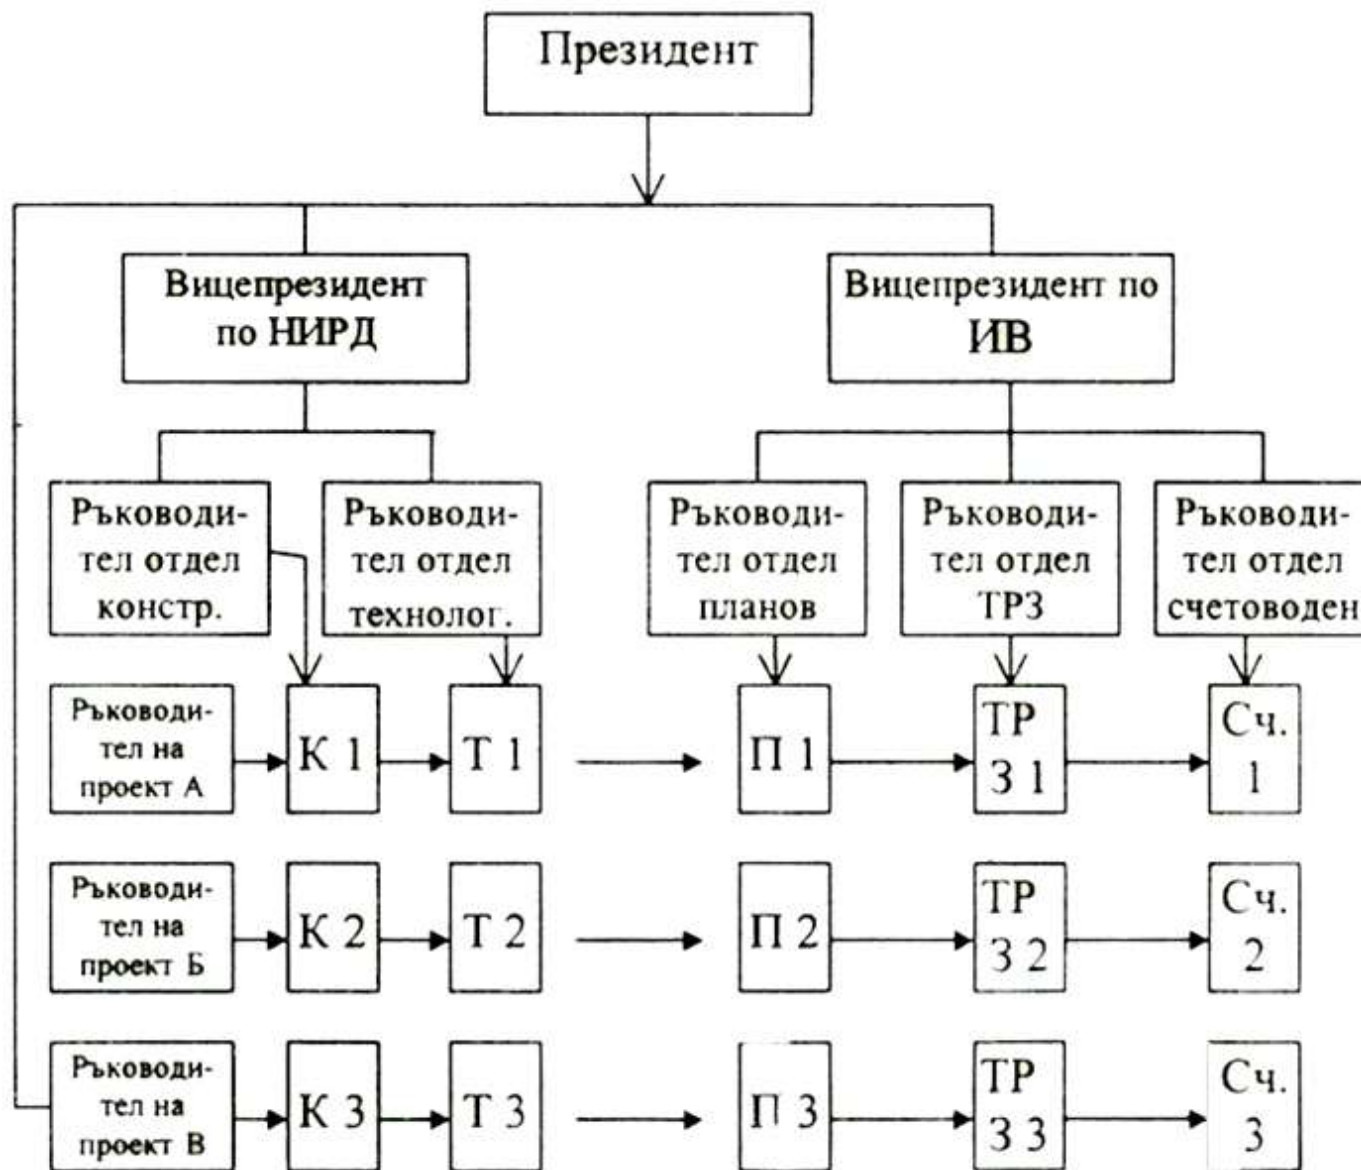 Президент
Вицепрезидент
по НИРД
Вицепрезидент по
ИВ
Ръководи-
тел отдел
констр.
Ръководи-
тел отдел
технолог.
Ръководи-
тел отдел
планов
Ръководи-
тел отдел
ТРЗ
Ръководи-
тел отдел
счетоводен
Ръководи-
тел на
проект А
К 1
Т 1
П 1
ТР
З 1
Сч.
1
Ръководи-
тел на
проект Б
К 2
Т 2
П 2
ТР
З 2
Сч.
2
Ръководи-
тел на
проект В
К 3
Т 3
П 3
ТР
З 3
Сч.
3